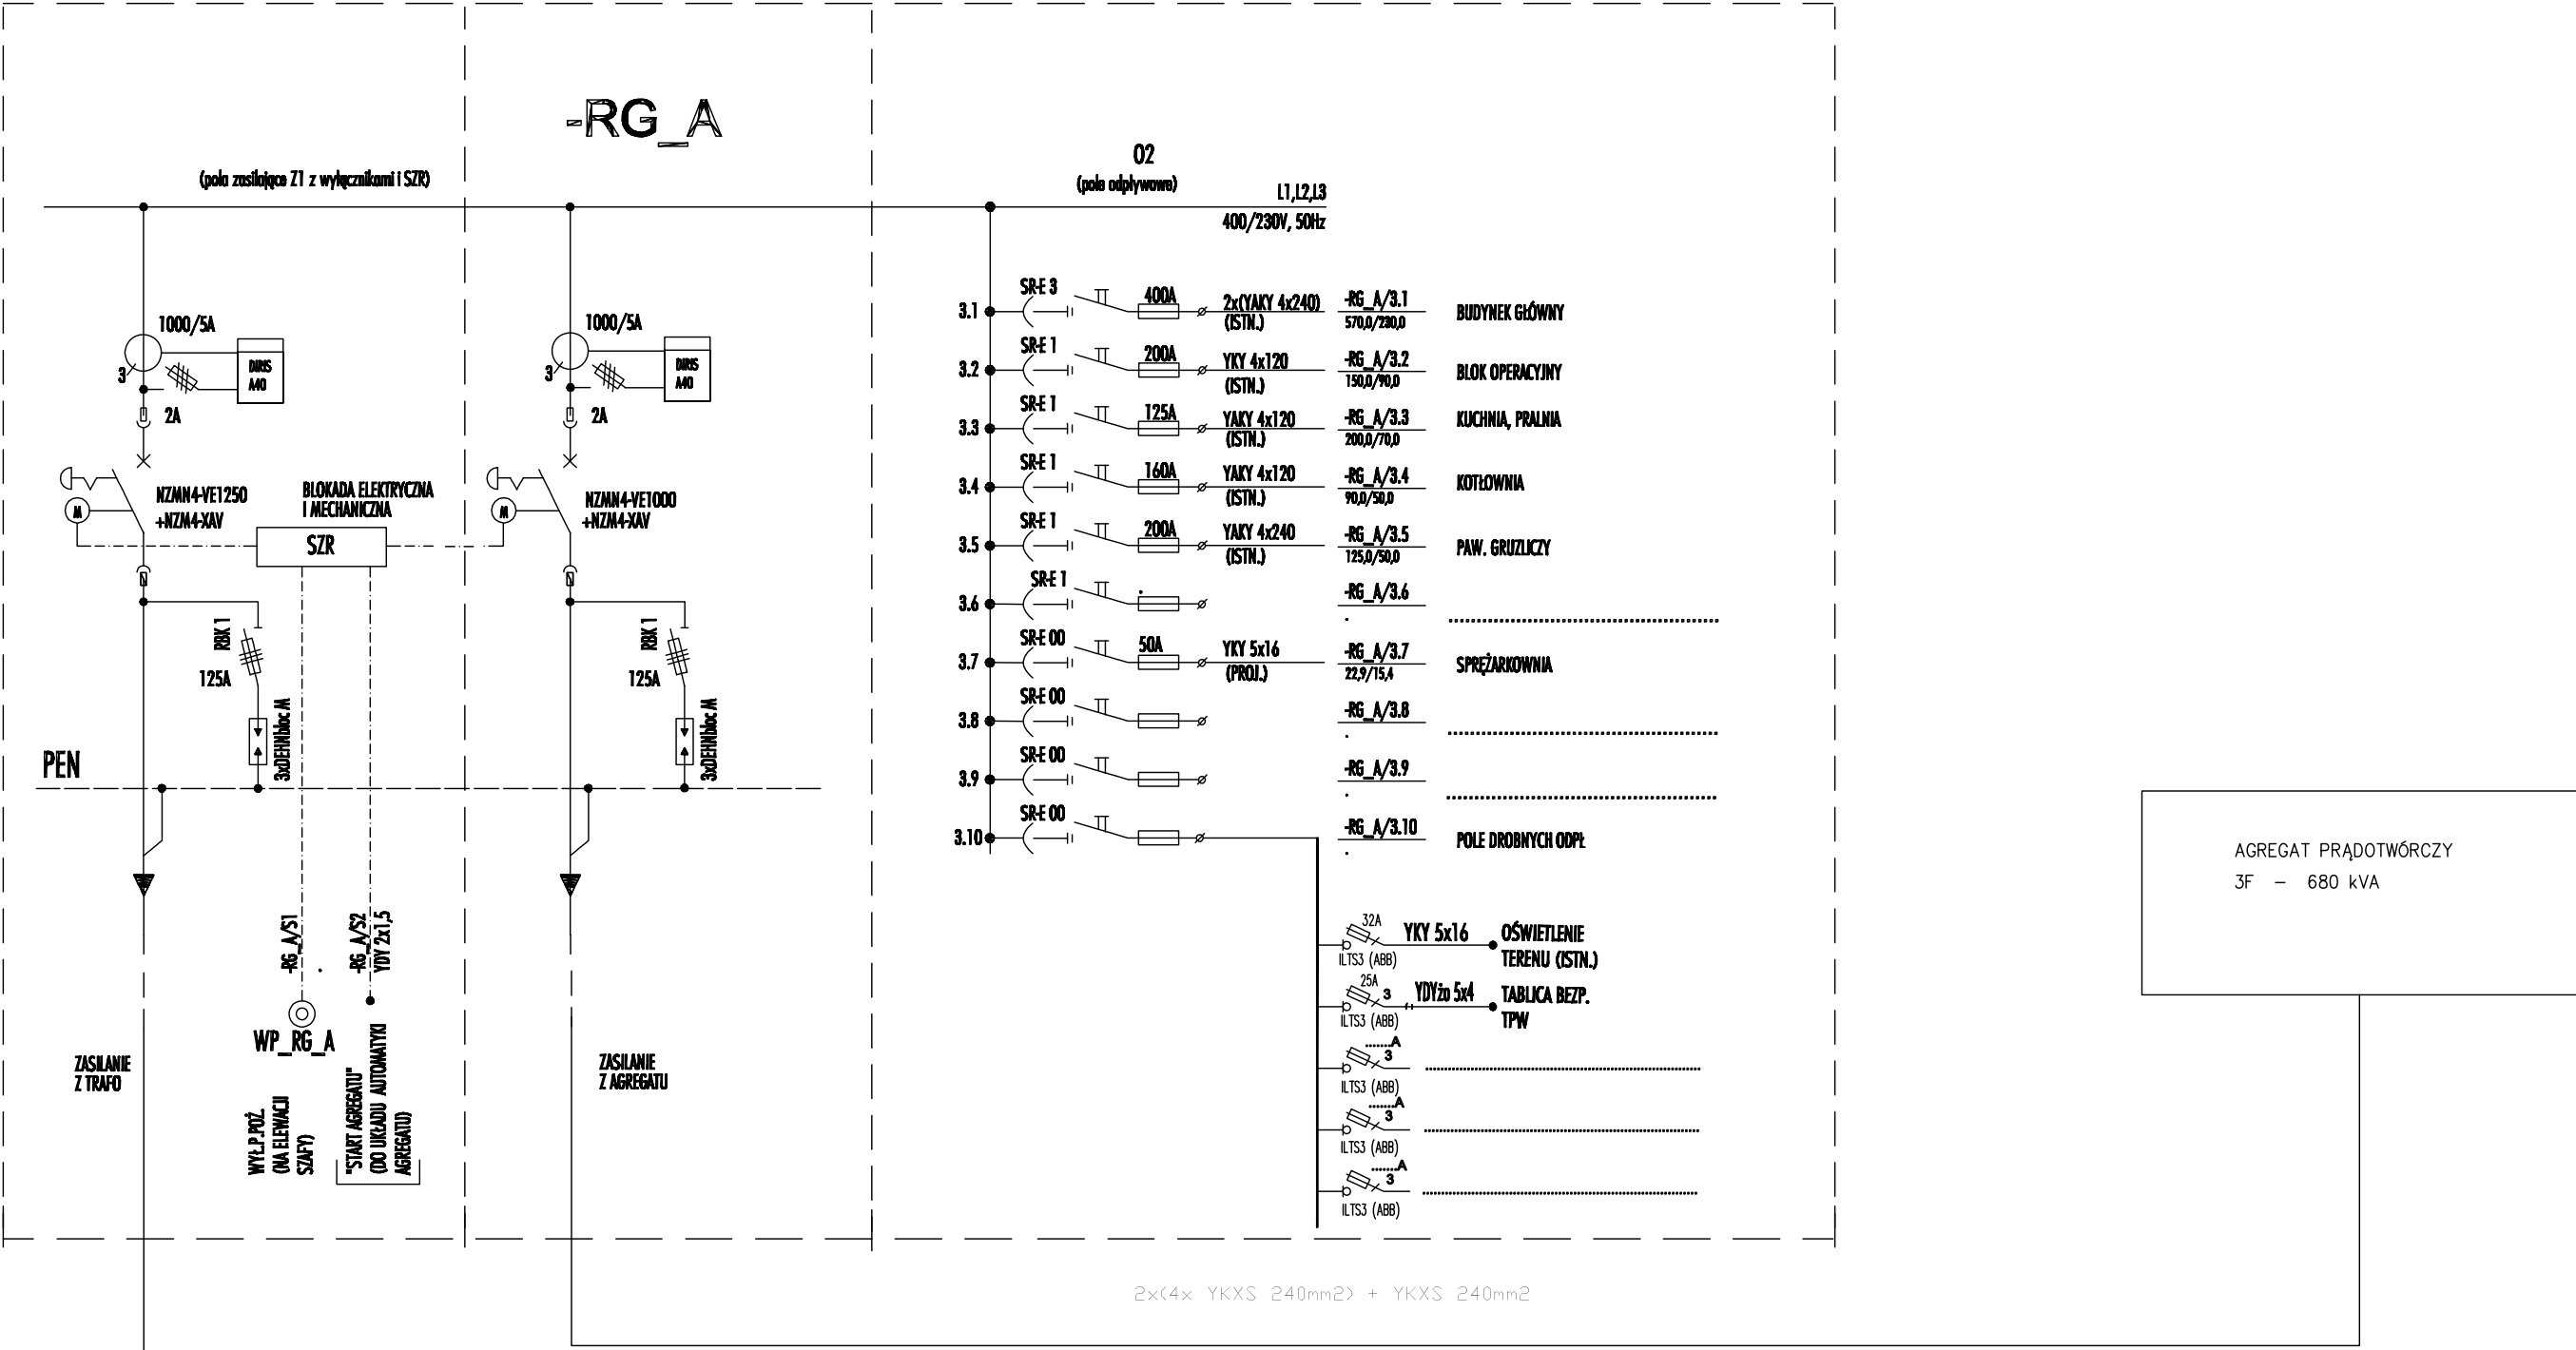 -RG_A
(pola zasilające Z1 z wyłącznikami i SZR)
02
(pole odpływowe)
L1,L2,L3
400/230V, 50Hz
1000/5A
3
DIRIS
A40
2A
NZMN4-VE1250
+NZM4-XAV
M
BLOKADA ELEKTRYCZNA
I MECHANICZNA
SZR
RBK 1
125A
3xDEHNbloc M
PEN
-RG_A/S1
-RG_A/S2
YDY 2x1,5
WP_RG_A
WYŁ.P.POŻ.
(NA ELEWACJI
SZAFY)
"START AGREGATU"
(DO UKŁADU AUTOMATYKI
AGREGATU)
ZASILANIE
Z TRAFO
1000/5A
3
DIRIS
A40
2A
M
NZMN4-VE1000
+NZM4-XAV
RBK 1
125A
3xDEHNbloc M
ZASILANIE
Z AGREGATU
3.1 SR-E 3 400A 2x(YAKY 4x240) (ISTN.) -RG_A/3.1 570,0/230,0 BUDYNEK GŁÓWNY
3.2 SR-E 1 200A YKY 4x120 (ISTN.) -RG_A/3.2 150,0/90,0 BLOK OPERACYJNY
3.3 SR-E 1 125A YAKY 4x120 (ISTN.) -RG_A/3.3 200,0/70,0 KUCHNIA, PRALNIA
3.4 SR-E 1 160A YAKY 4x120 (ISTN.) -RG_A/3.4 90,0/50,0 KOTŁOWNIA
3.5 SR-E 1 200A YAKY 4x240 (ISTN.) -RG_A/3.5 125,0/50,0 PAW. GRUZLICZY
3.6 SR-E 1 -RG_A/3.6
3.7 SR-E 00 50A YKY 5x16 (PROJ.) -RG_A/3.7 22,9/15,4 SPRĘŻARKOWNIA
3.8 SR-E 00 -RG_A/3.8
3.9 SR-E 00 -RG_A/3.9
3.10 SR-E 00 -RG_A/3.10 POLE DROBNYCH ODPŁ
32A YKY 5x16 OŚWIETLENIE
ILTS3 (ABB) TERENU (ISTN.)
25A 3 YDYżo 5x4 TABLICA BEZP.
ILTS3 (ABB) TPW
.......A
3
ILTS3 (ABB)
.......A
3
ILTS3 (ABB)
.......A
3
ILTS3 (ABB)
AGREGAT PRĄDOTWÓRCZY
3F - 680 kVA
2x(4x YKXS 240mm2) + YKXS 240mm2